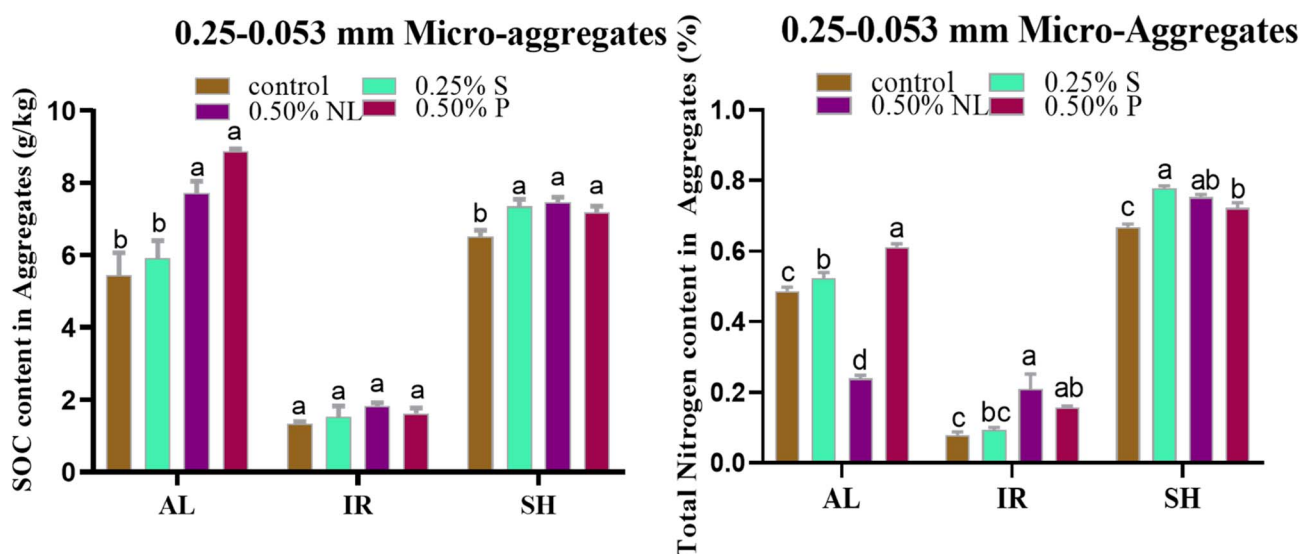 0.25-0.053 mm Micro-aggregates
control
0.25% S
0.50% NL
0.50% P
SOC content in Aggregates (g/kg)
10
8
6
4
2
0
b
b
a
a
a
a
a
a
b
a
a
a
AL
IR
SH
0.25-0.053 mm Micro-Aggregates
control
0.25% S
0.50% NL
0.50% P
Total Nitrogen content in Aggregates (%)
1.0
0.8
0.6
0.4
0.2
0.0
c
b
d
a
c
bc
a
ab
c
a
ab
b
AL
IR
SH